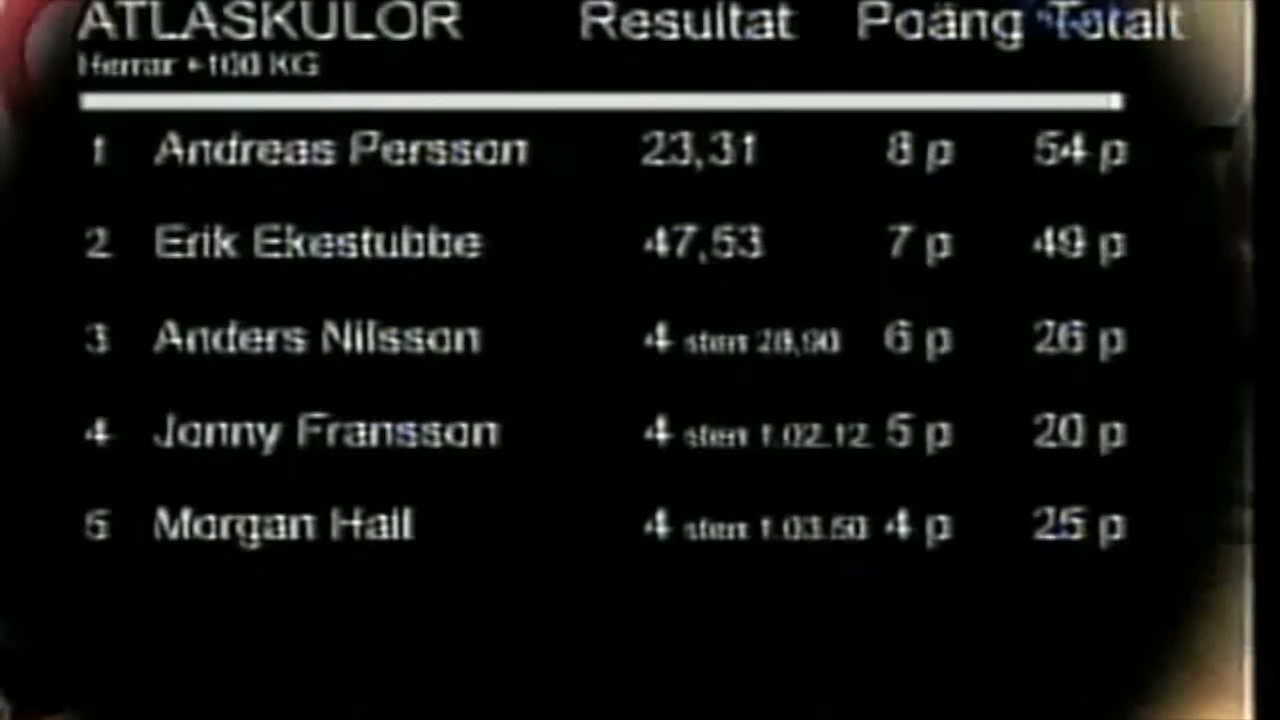 ATLASKULOR Resultat Poäng Totalt
Herrar +100 KG
1 Andreas Persson 23,31 8 p 54 p
2 Erik Ekestubbe 47,53 7 p 49 p
3 Anders Nilsson 4 sten 28,90 6 p 26 p
4 Jonny Fransson 4 sten 1.02.12 5 p 20 p
5 Morgan Hall 4 sten 1.03.50 4 p 25 p